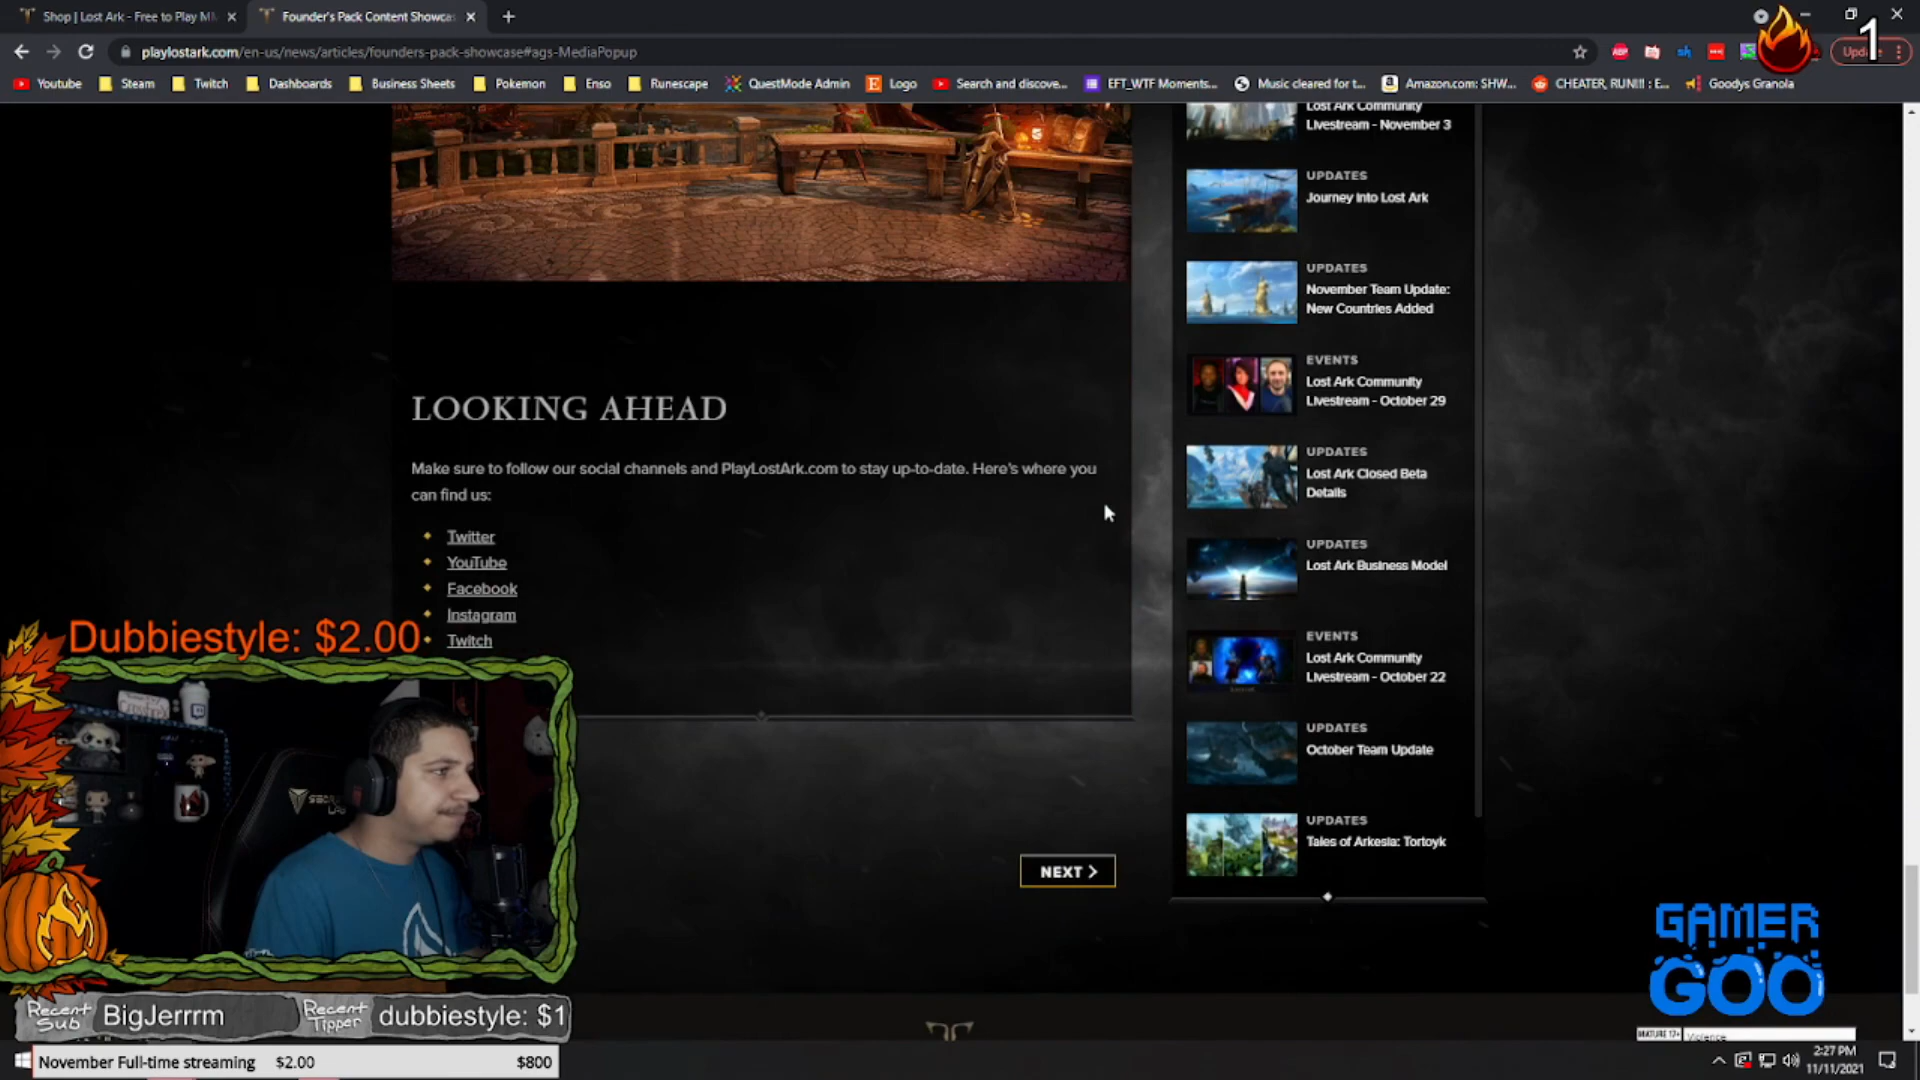 Shop | Lost Ark - Free to Play M
Founder's Pack Content Showca
1
playlostark.com/en-us/news/articles/founders-pack-showcase#ags-MediaPopup
ABP
Youtube
Steam
Twitch
Dashboards
Business Sheets
Pokemon
Enso
Runescape
QuestMode Admin
Logo
Search and discove...
EFT_WTF Moments...
Music cleared for t...
Amazon.com: SHW...
CHEATER, RUN!!! : E...
Goodys Granola
Lost Ark Community
Livestream - November 3
UPDATES
Journey into Lost Ark
UPDATES
November Team Update:
New Countries Added
EVENTS
Lost Ark Community
Livestream - October 29
UPDATES
Lost Ark Closed Beta
Details
UPDATES
Lost Ark Business Model
EVENTS
Lost Ark Community
Livestream - October 22
UPDATES
October Team Update
UPDATES
Tales of Arkesia: Tortoyk
LOOKING AHEAD
Make sure to follow our social channels and PlayLostArk.com to stay up-to-date. Here's where you
can find us:
Twitter
YouTube
Facebook
Instagram
Twitch
NEXT >
Dubbiestyle: $2.00
Recent Sub
BigJerrrm
Recent Tipper
dubbiestyle: $1
November Full-time streaming $2.00 $800
GAMER
GOO
MATURE 17+
Violence
2:27 PM
11/11/2021